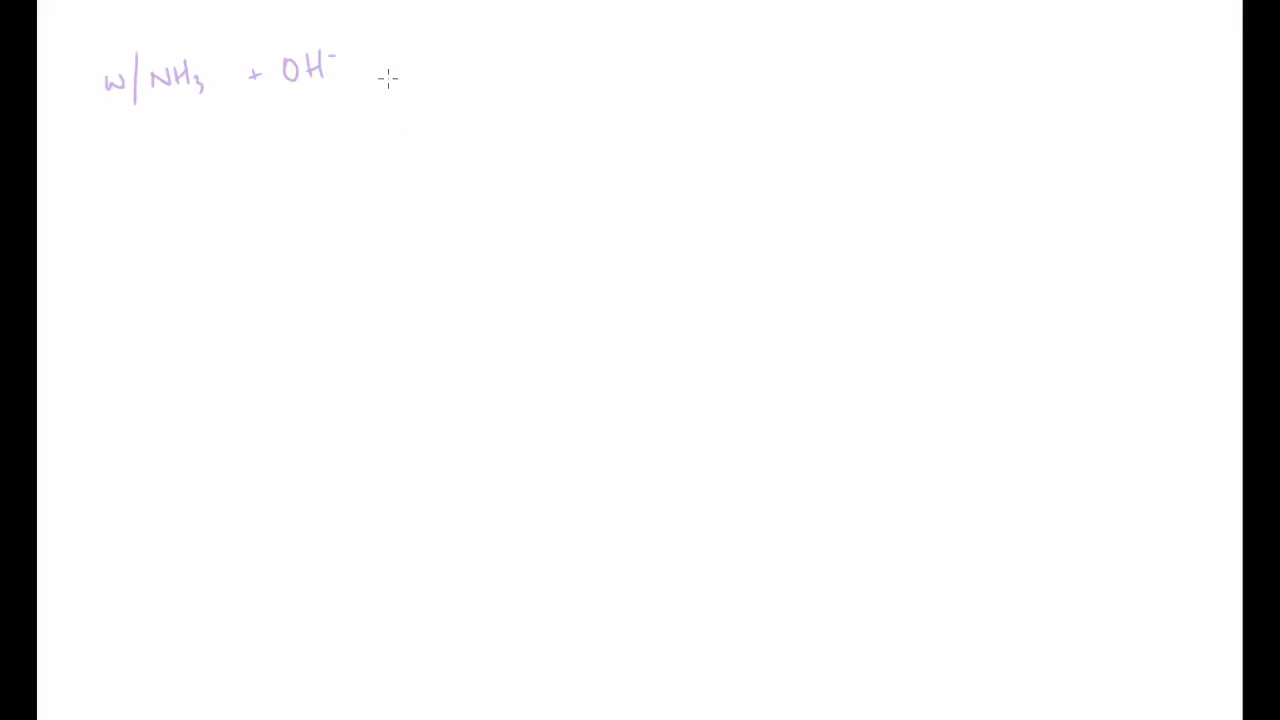 w/ NH₃ + OH⁻